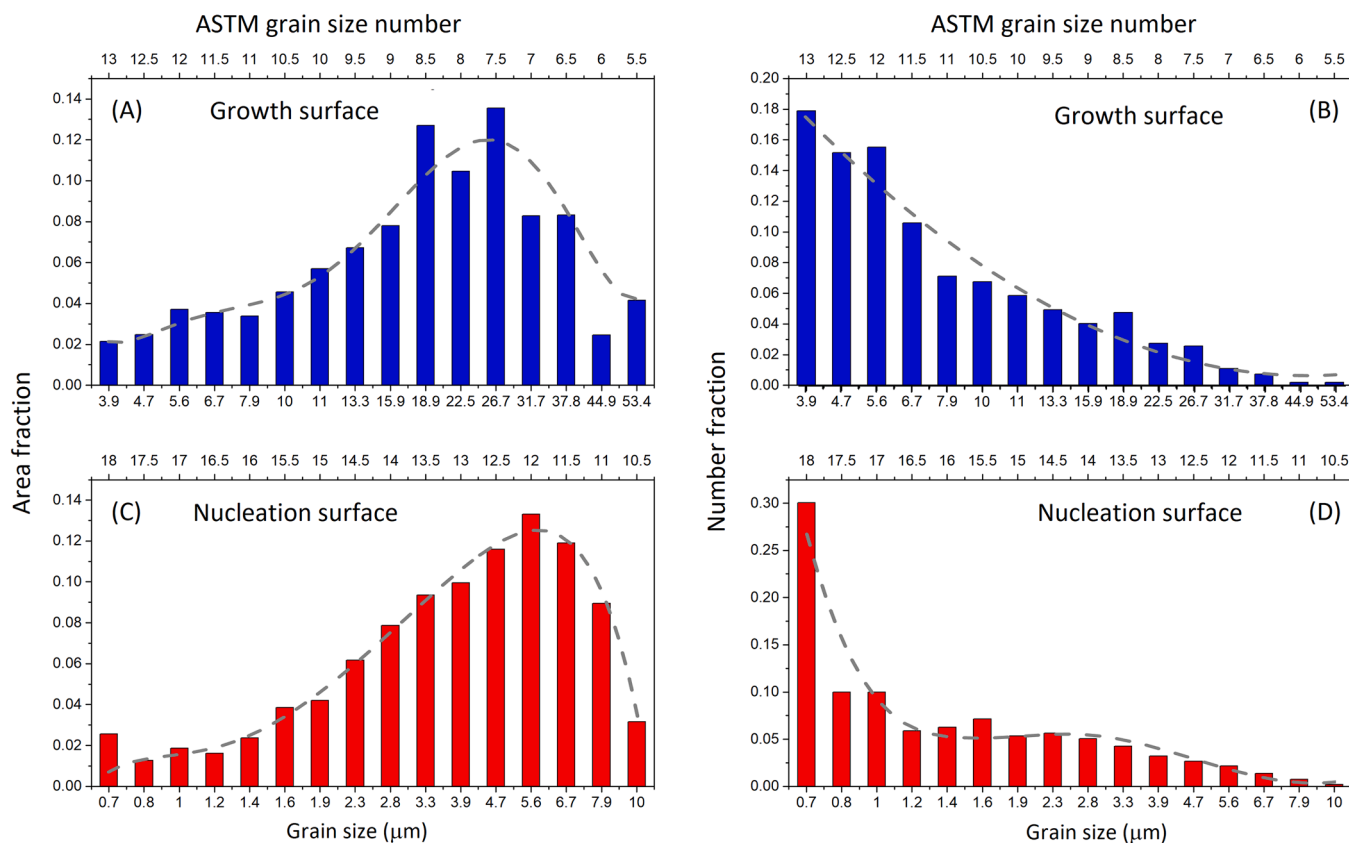 ASTM grain size number
13 12.5 12 11.5 11 10.5 10 9.5 9 8.5 8 7.5 7 6.5 6 5.5
(A)
Growth surface
0.14
0.12
0.10
0.08
0.06
0.04
0.02
0.00
3.9 4.7 5.6 6.7 7.9 10 11 13.3 15.9 18.9 22.5 26.7 31.7 37.8 44.9 53.4
ASTM grain size number
13 12.5 12 11.5 11 10.5 10 9.5 9 8.5 8 7.5 7 6.5 6 5.5
(B)
Growth surface
0.20
0.18
0.16
0.14
0.12
0.10
0.08
0.06
0.04
0.02
0.00
3.9 4.7 5.6 6.7 7.9 10 11 13.3 15.9 18.9 22.5 26.7 31.7 37.8 44.9 53.4
Area fraction
18 17.5 17 16.5 16 15.5 15 14.5 14 13.5 13 12.5 12 11.5 11 10.5
(C)
Nucleation surface
0.14
0.12
0.10
0.08
0.06
0.04
0.02
0.00
0.7 0.8 1 1.2 1.4 1.6 1.9 2.3 2.8 3.3 3.9 4.7 5.6 6.7 7.9 10
Grain size (μm)
Number fraction
18 17.5 17 16.5 16 15.5 15 14.5 14 13.5 13 12.5 12 11.5 11 10.5
Nucleation surface
(D)
0.30
0.25
0.20
0.15
0.10
0.05
0.00
0.7 0.8 1 1.2 1.4 1.6 1.9 2.3 2.8 3.3 3.9 4.7 5.6 6.7 7.9 10
Grain size (μm)